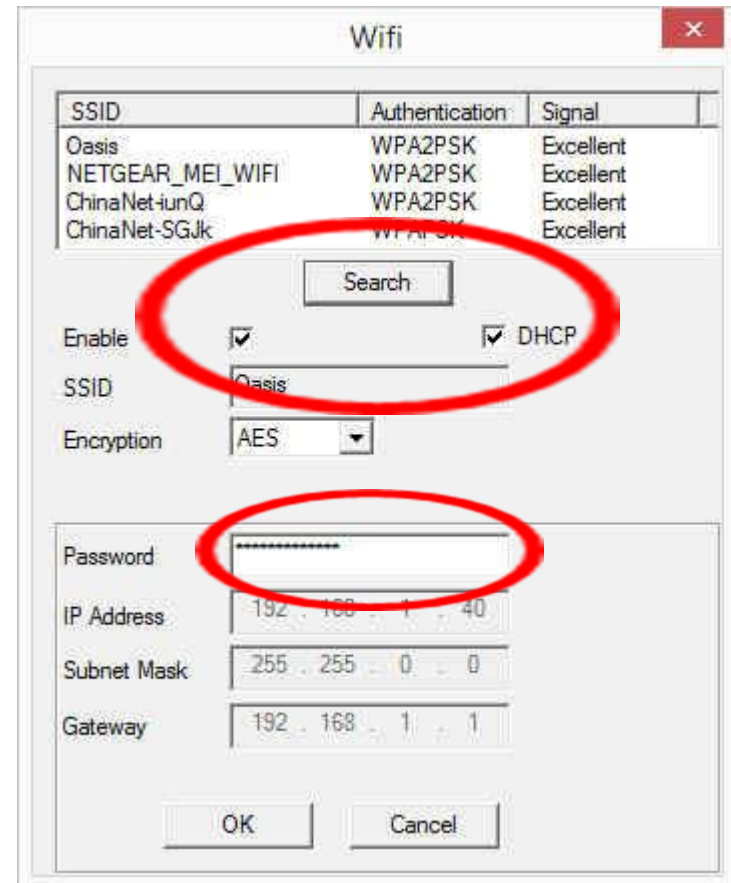 Wifi
SSID Authentication Signal
Oasis WPA2PSK Excellent
NETGEAR_MEI_WIFI WPA2PSK Excellent
ChinaNet-iunQ WPA2PSK Excellent
ChinaNet-SGJk WPAPSK Excellent
Search
Enable DHCP
SSID Oasis
Encryption AES
Password *************
IP Address 192 . 168 . 1 . 40
Subnet Mask 255 . 255 . 0 . 0
Gateway 192 . 168 . 1 . 1
OK Cancel